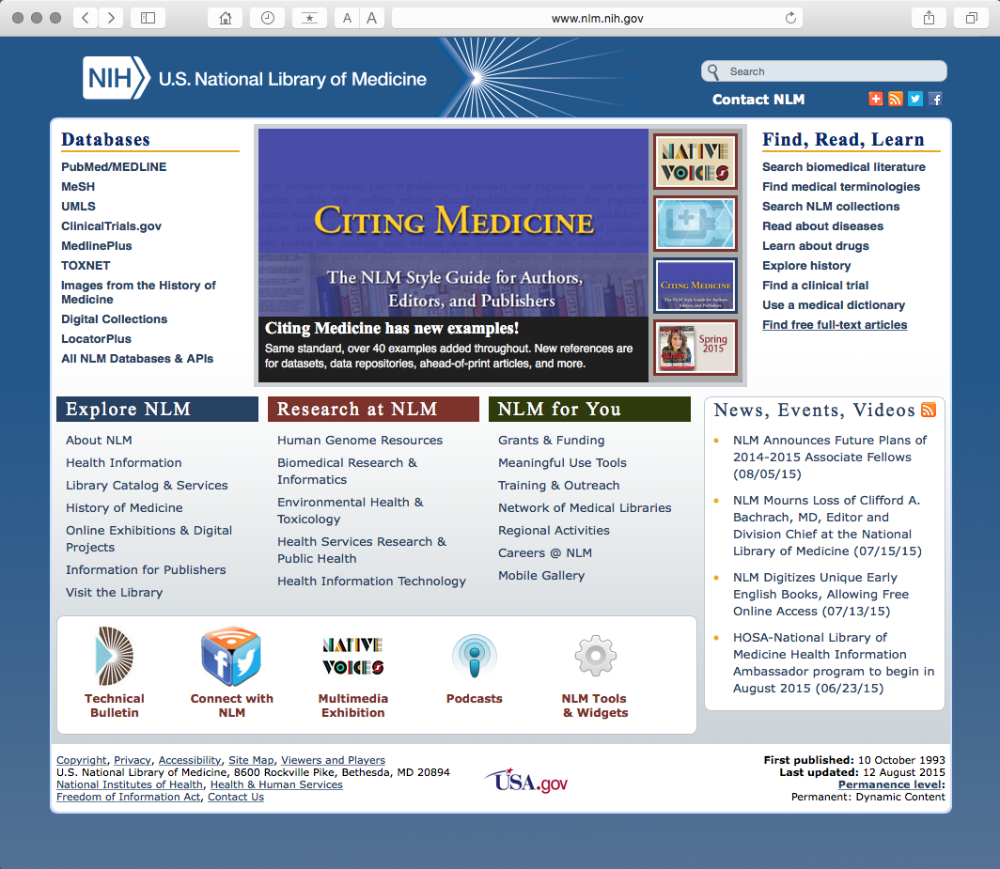 www.nlm.nih.gov
NIH U.S. National Library of Medicine
Search
Contact NLM
Databases
PubMed/MEDLINE
MeSH
UMLS
ClinicalTrials.gov
MedlinePlus
TOXNET
Images from the History of
Medicine
Digital Collections
LocatorPlus
All NLM Databases & APIs
CITING MEDICINE
The NLM Style Guide for Authors,
Editors, and Publishers
Citing Medicine has new examples!
Same standard, over 40 examples added throughout. New references are
for datasets, data repositories, ahead-of-print articles, and more.
NATIVE
VOICES
CITING MEDICINE
The NLM Style Guide for Authors,
Editors, and Publishers
Spring
2015
Find, Read, Learn
Search biomedical literature
Find medical terminologies
Search NLM collections
Read about diseases
Learn about drugs
Explore history
Find a clinical trial
Use a medical dictionary
Find free full-text articles
Explore NLM
About NLM
Health Information
Library Catalog & Services
History of Medicine
Online Exhibitions & Digital
Projects
Information for Publishers
Visit the Library
Research at NLM
Human Genome Resources
Biomedical Research &
Informatics
Environmental Health &
Toxicology
Health Services Research &
Public Health
Health Information Technology
NLM for You
Grants & Funding
Meaningful Use Tools
Training & Outreach
Network of Medical Libraries
Regional Activities
Careers @ NLM
Mobile Gallery
News, Events, Videos
NLM Announces Future Plans of
2014-2015 Associate Fellows
(08/05/15)
NLM Mourns Loss of Clifford A.
Bachrach, MD, Editor and
Division Chief at the National
Library of Medicine (07/15/15)
NLM Digitizes Unique Early
English Books, Allowing Free
Online Access (07/13/15)
HOSA-National Library of
Medicine Health Information
Ambassador program to begin in
August 2015 (06/23/15)
Technical
Bulletin
Connect with
NLM
NATIVE
VOICES
Multimedia
Exhibition
Podcasts
NLM Tools
& Widgets
Copyright, Privacy, Accessibility, Site Map, Viewers and Players
U.S. National Library of Medicine, 8600 Rockville Pike, Bethesda, MD 20894
National Institutes of Health, Health & Human Services
Freedom of Information Act, Contact Us
USA.gov
First published: 10 October 1993
Last updated: 12 August 2015
Permanence level:
Permanent: Dynamic Content